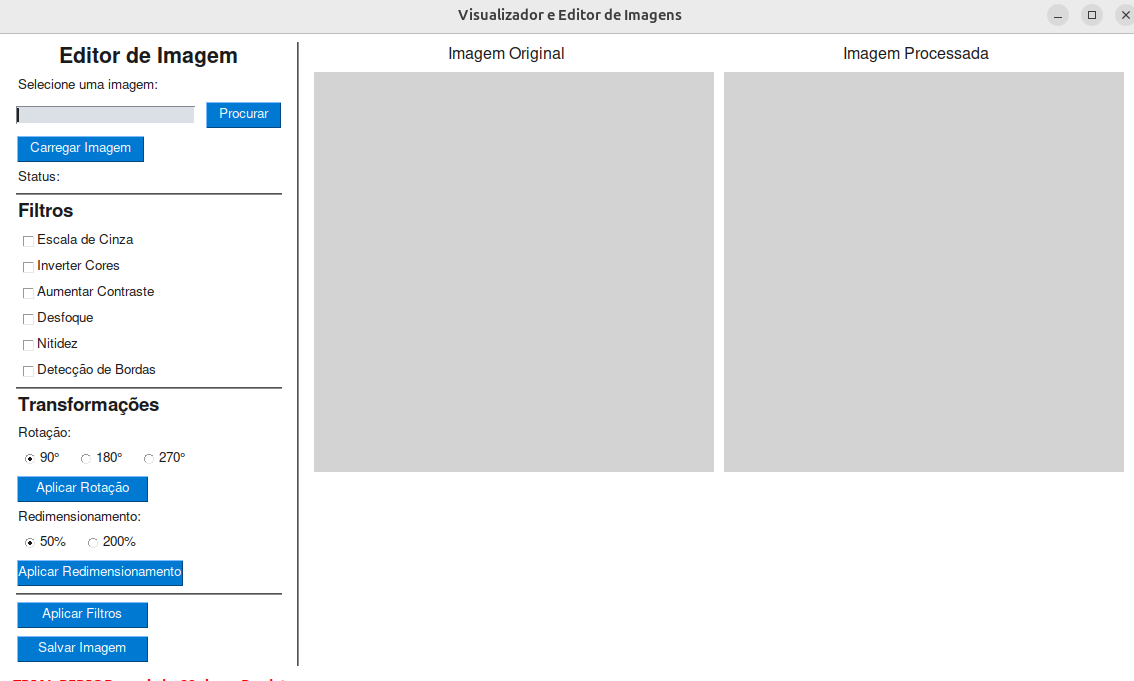 Visualizador e Editor de Imagens
Editor de Imagem
Selecione uma imagem:
Procurar
Carregar Imagem
Status:
Filtros
Escala de Cinza
Inverter Cores
Aumentar Contraste
Desfoque
Nitidez
Detecção de Bordas
Transformações
Rotação:
90° 180° 270°
Aplicar Rotação
Redimensionamento:
50% 200%
Aplicar Redimensionamento
Aplicar Filtros
Salvar Imagem
Imagem Original
Imagem Processada